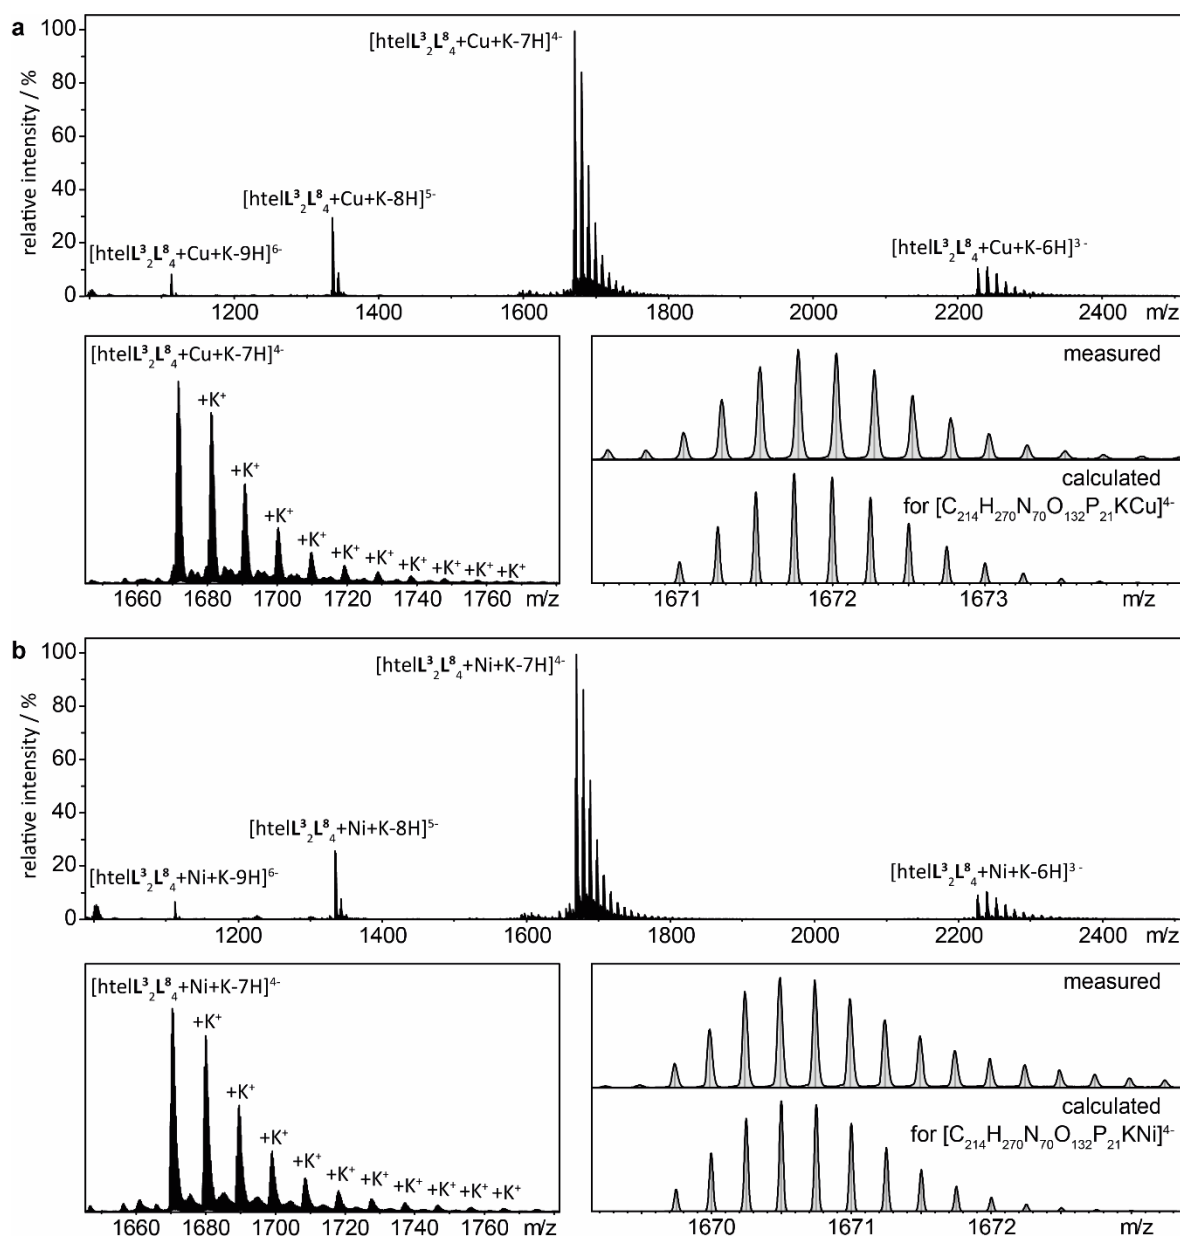 a
relative intensity / %
100
80
60
40
20
0
[htelL³₂L⁸₄+Cu+K-7H]⁴⁻
[htelL³₂L⁸₄+Cu+K-8H]⁵⁻
[htelL³₂L⁸₄+Cu+K-9H]⁶⁻
[htelL³₂L⁸₄+Cu+K-6H]³⁻
1200 1400 1600 1800 2000 2200 2400 m/z
[htelL³₂L⁸₄+Cu+K-7H]⁴⁻
+K⁺
+K⁺
+K⁺
+K⁺
+K⁺
+K⁺
+K⁺
+K⁺
+K⁺
+K⁺
1660 1680 1700 1720 1740 1760 m/z
measured
calculated
for [C₂₁₄H₂₇₀N₇₀O₁₃₂P₂₁KCu]⁴⁻
1671 1672 1673 m/z
b
relative intensity / %
100
80
60
40
20
0
[htelL³₂L⁸₄+Ni+K-7H]⁴⁻
[htelL³₂L⁸₄+Ni+K-8H]⁵⁻
[htelL³₂L⁸₄+Ni+K-9H]⁶⁻
[htelL³₂L⁸₄+Ni+K-6H]³⁻
1200 1400 1600 1800 2000 2200 2400 m/z
[htelL³₂L⁸₄+Ni+K-7H]⁴⁻
+K⁺
+K⁺
+K⁺
+K⁺
+K⁺
+K⁺
+K⁺
+K⁺
+K⁺
+K⁺
1660 1680 1700 1720 1740 1760 m/z
measured
calculated
for [C₂₁₄H₂₇₀N₇₀O₁₃₂P₂₁KNi]⁴⁻
1670 1671 1672 m/z